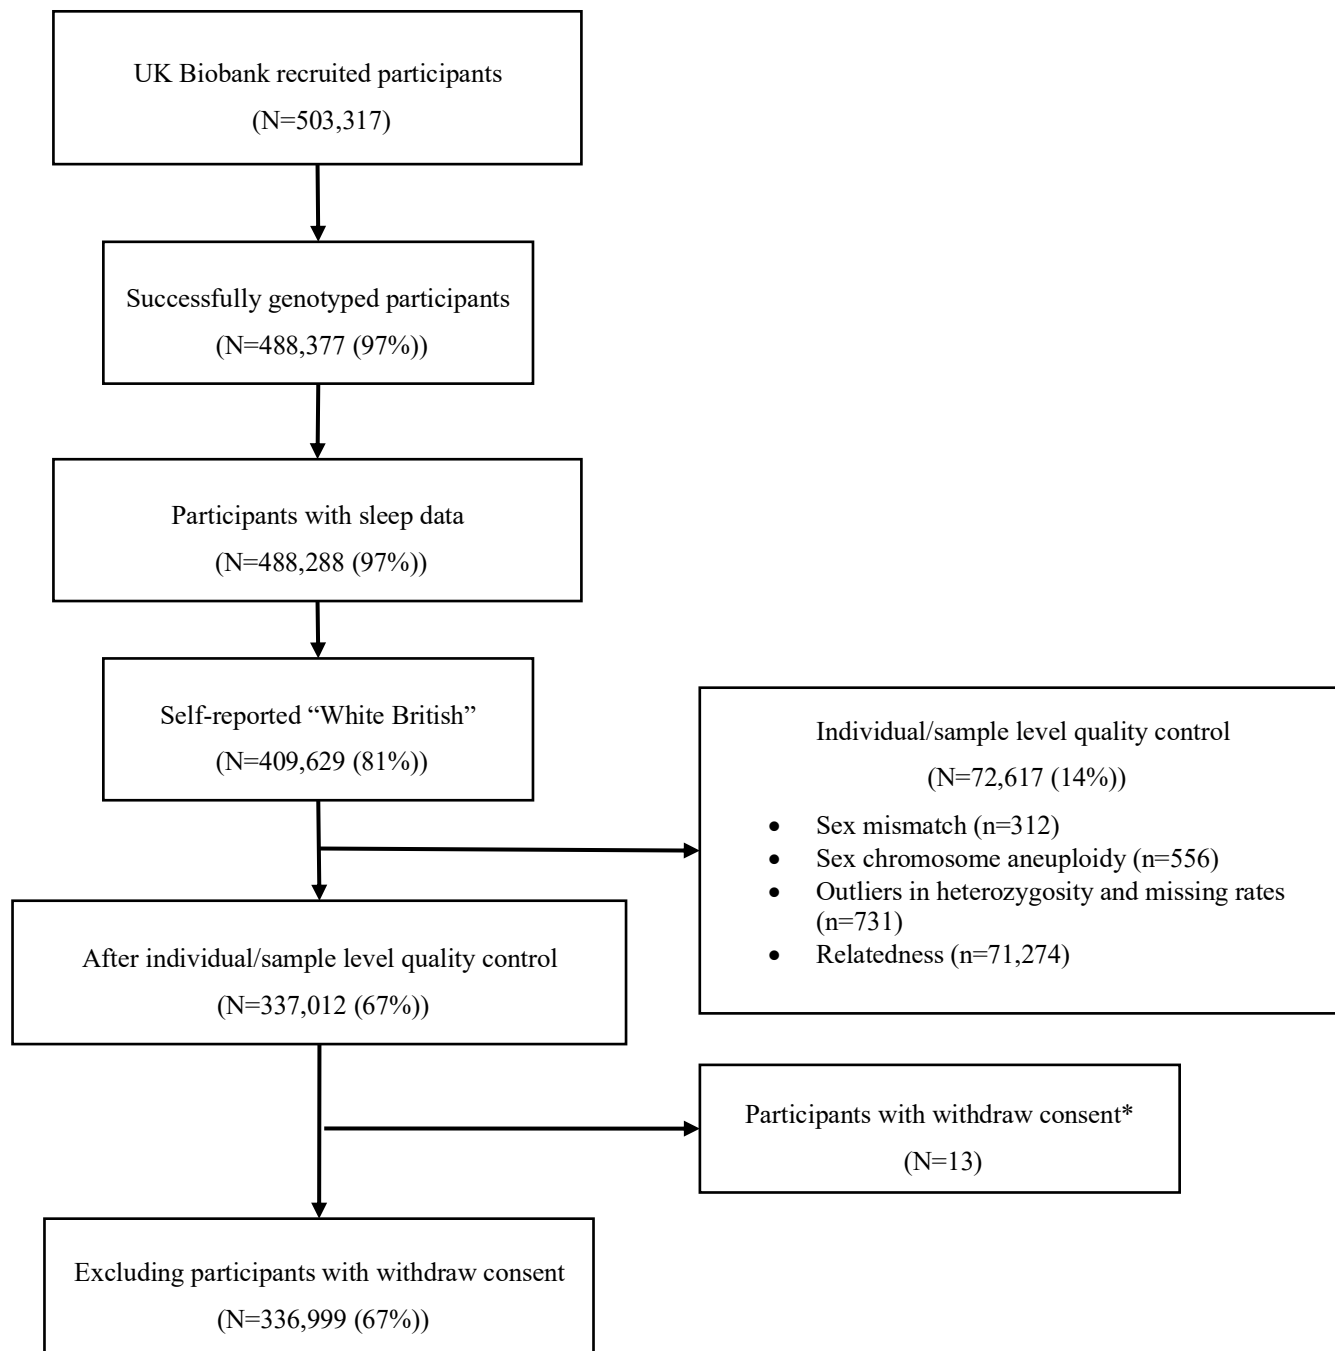 UK Biobank recruited participants
(N=503,317)
Successfully genotyped participants
(N=488,377 (97%))
Participants with sleep data
(N=488,288 (97%))
Self-reported “White British”
(N=409,629 (81%))
Individual/sample level quality control
(N=72,617 (14%))
• Sex mismatch (n=312)
• Sex chromosome aneuploidy (n=556)
• Outliers in heterozygosity and missing rates
(n=731)
• Relatedness (n=71,274)
After individual/sample level quality control
(N=337,012 (67%))
Participants with withdraw consent*
(N=13)
Excluding participants with withdraw consent
(N=336,999 (67%))